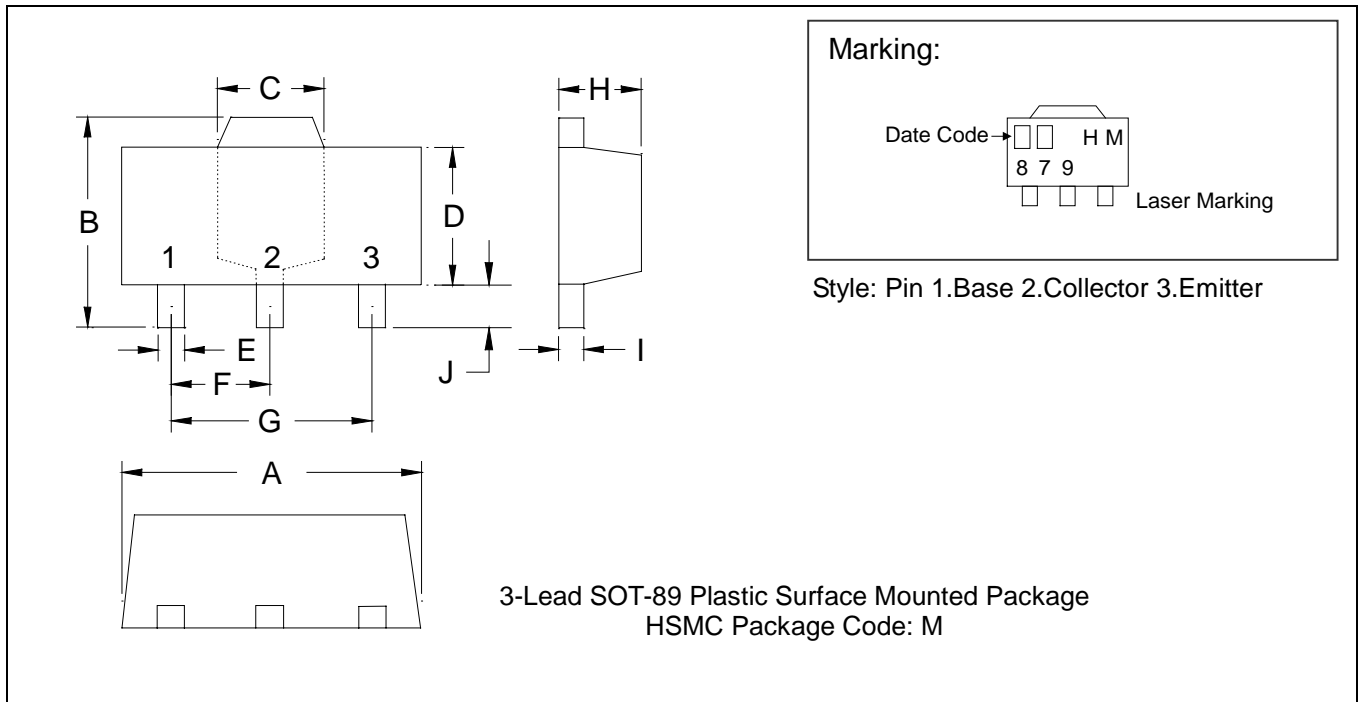 Marking:
Date Code
H M
8 7 9
Laser Marking
Style: Pin 1.Base 2.Collector 3.Emitter
C
H
B
D
1
2
3
E
F
G
J
I
A
3-Lead SOT-89 Plastic Surface Mounted Package
HSMC Package Code: M